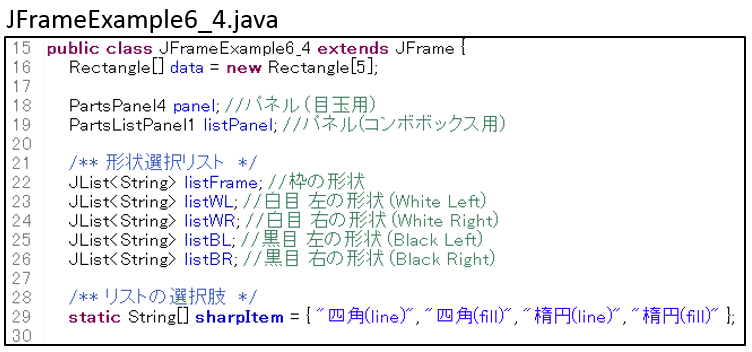 JFrameExample6_4.java
15 public class JFrameExample6_4 extends JFrame {
16 Rectangle[] data = new Rectangle[5];
17
18 PartsPanel4 panel; //パネル(目玉用)
19 PartsListPanel1 listPanel; //パネル(コンボボックス用)
20
21 /** 形状選択リスト */
22 JList<String> listFrame; //枠の形状
23 JList<String> listWL; //白目 左の形状(White Left)
24 JList<String> listWR; //白目 右の形状(White Right)
25 JList<String> listBL; //黒目 左の形状(Black Left)
26 JList<String> listBR; //黒目 右の形状(Black Right)
27
28 /** リストの選択肢 */
29 static String[] sharpItem = { "四角(line)", "四角(fill)", "楕円(line)", "楕円(fill)" };
30